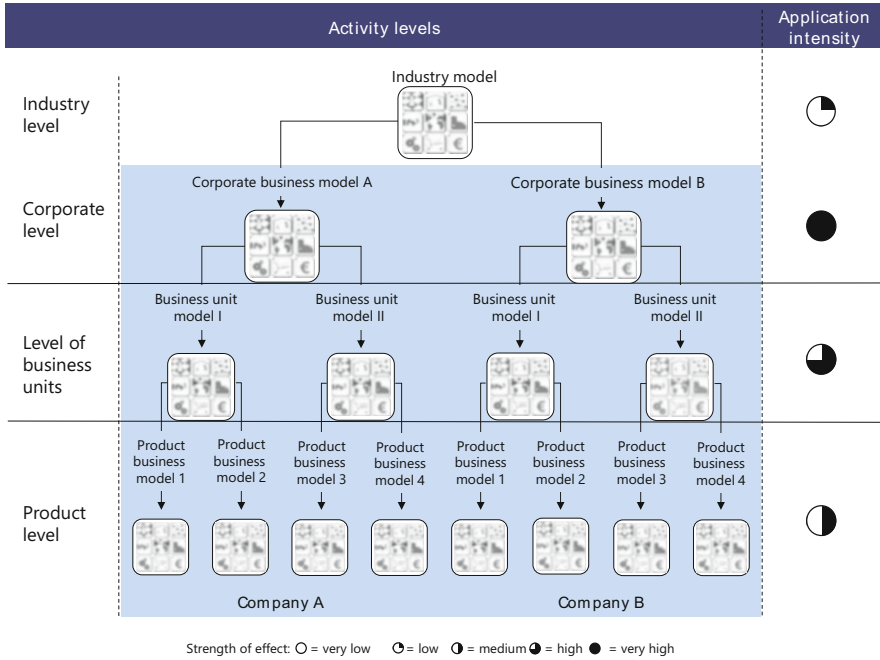 Activity levels
Application
intensity
Industry model
Industry
level
Corporate business model A
Corporate business model B
Corporate
level
Business unit
model I
Business unit
model II
Business unit
model I
Business unit
model II
Level of
business
units
Product
business
model 1
Product
business
model 2
Product
business
model 3
Product
business
model 4
Product
business
model 1
Product
business
model 2
Product
business
model 3
Product
business
model 4
Product
level
Company A
Company B
Strength of effect: = very low = low = medium = high = very high